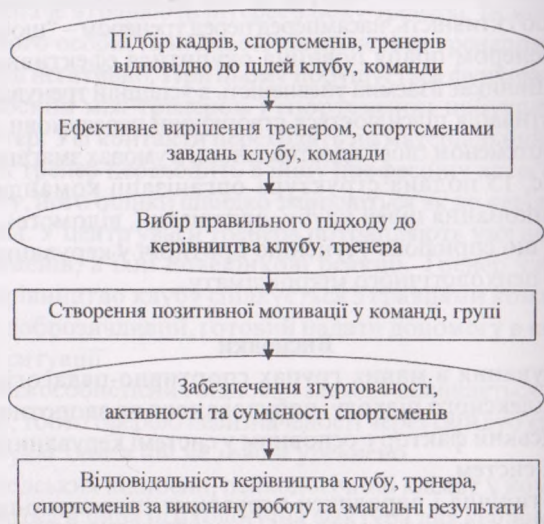 Підбір кадрів, спортсменів, тренерів
відповідно до цілей клубу, команди
Ефективне вирішення тренером, спортсменами
завдань клубу, команди
Вибір правильного підходу до
керівництва клубу, тренера
Створення позитивної мотивації у команді, групі
Забезпечення згуртованості,
активності та сумісності спортсменів
Відповідальність керівництва клубу, тренера,
спортсменів за виконану роботу та змагальні результати